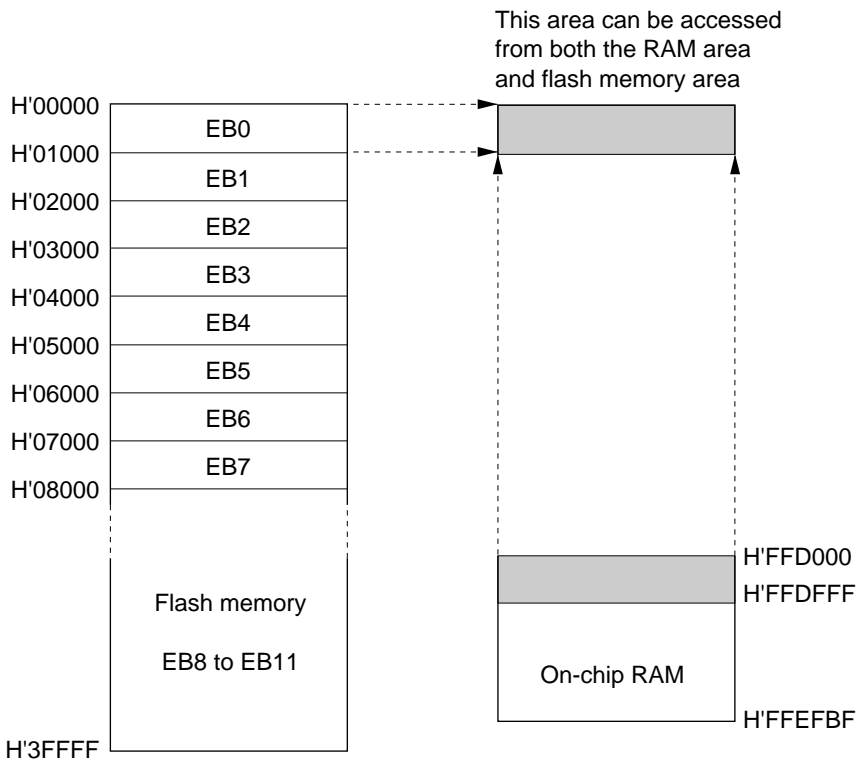 This area can be accessed
from both the RAM area
and flash memory area
H'00000
EB0
H'01000
EB1
H'02000
EB2
H'03000
EB3
H'04000
EB4
H'05000
EB5
H'06000
EB6
H'07000
EB7
H'08000
Flash memory
EB8 to EB11
H'3FFFF
H'FFD000
H'FFDFFF
On-chip RAM
H'FFEFBF